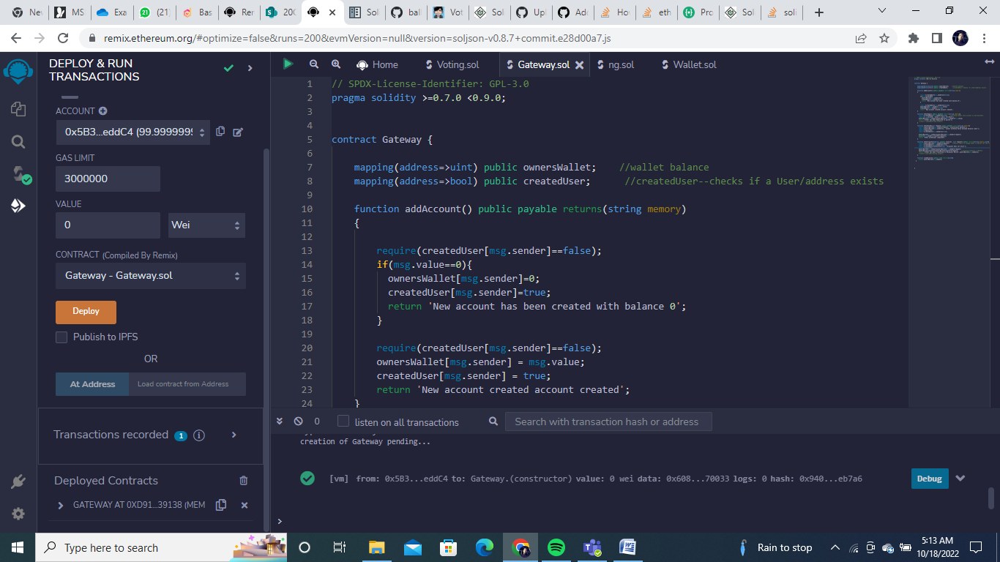 Nev
MS
Exa
(21)
Bas
Rer
200
Sol
bal
Vot
Sol
Upl
Add
Hov
eth
Pro
Sol
soli
remix.ethereum.org/#optimize=false&runs=200&evmVersion=null&version=soljson-v0.8.7+commit.e28d00a7.js
DEPLOY & RUN
TRANSACTIONS
ACCOUNT
0x5B3...eddC4 (99.9999999
GAS LIMIT
3000000
VALUE
0
Wei
CONTRACT (Compiled By Remix)
Gateway - Gateway.sol
Deploy
Publish to IPFS
OR
At Address
Load contract from Address
Transactions recorded 1 i
Deployed Contracts
GATEWAY AT 0XD91...39138 (MEM
Home
Voting.sol
Gateway.sol
ng.sol
Wallet.sol
1 // SPDX-License-Identifier: GPL-3.0
2 pragma solidity >=0.7.0 <0.9.0;
3
4
5 contract Gateway {
6
7 mapping(address=>uint) public ownersWallet; //wallet balance
8 mapping(address=>bool) public createdUser; //createdUser--checks if a User/address exists
9
10 function addAccount() public payable returns(string memory)
11 {
12
13 require(createdUser[msg.sender]==false);
14 if(msg.value==0){
15 ownersWallet[msg.sender]=0;
16 createdUser[msg.sender]=true;
17 return 'New account has been created with balance 0';
18 }
19
20 require(createdUser[msg.sender]==false);
21 ownersWallet[msg.sender] = msg.value;
22 createdUser[msg.sender] = true;
23 return 'New account created account created';
24 }
0
listen on all transactions
Search with transaction hash or address
creation of Gateway pending...
[vm] from: 0x5B3...eddC4 to: Gateway.(constructor) value: 0 wei data: 0x608...70033 logs: 0 hash: 0x940...eb7a6
Debug
>
Type here to search
Rain to stop
5:13 AM
10/18/2022